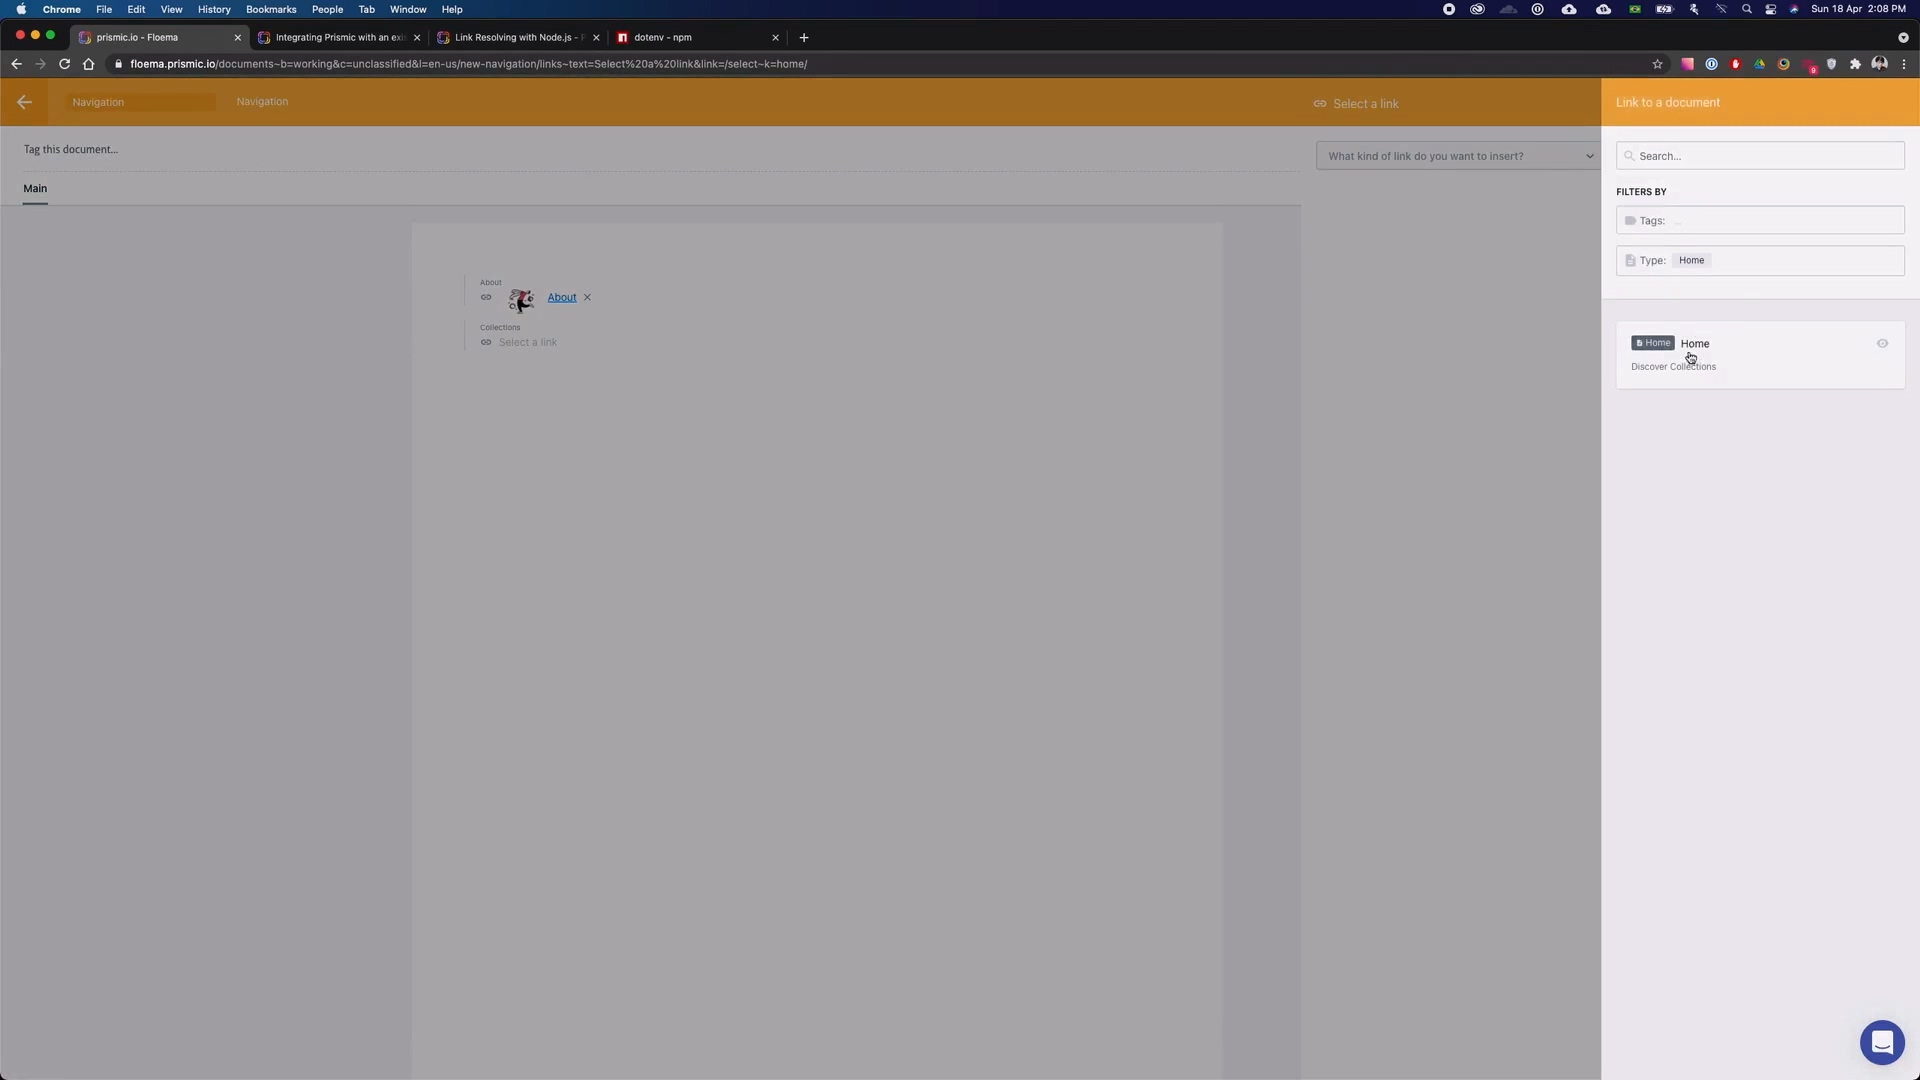 Chrome File Edit View History Bookmarks People Tab Window Help
Sun 18 Apr 2:08 PM
prismic.io - Floema
Integrating Prismic with an exi
Link Resolving with Node.js - P
dotenv - npm
floema.prismic.io/documents~b=working&c=unclassified&l=en-us/new-navigation/links~text=Select%20a%20link&link=/select~k=home/
9
Navigation
Navigation
Select a link
Link to a document
Tag this document...
What kind of link do you want to insert?
Search...
Main
FILTERS BY
Tags: ...
Type: Home
About
About
Collections
Select a link
Home Home
Discover Collections